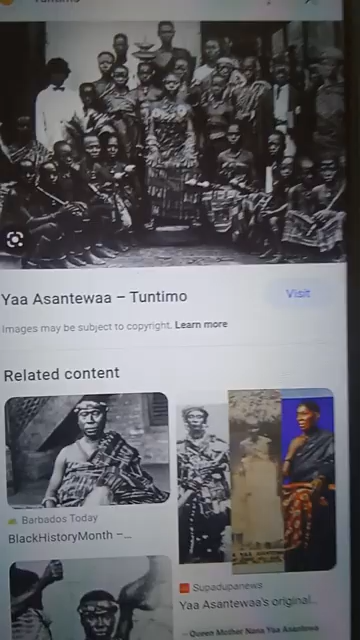 Yaa Asantewaa – Tuntimo
Visit
Images may be subject to copyright. Learn more
Related content
Barbados Today
BlackHistoryMonth –...
Supadupanews
Yaa Asantewaa's original..
Queen Mother Nana Yaa Asantewa